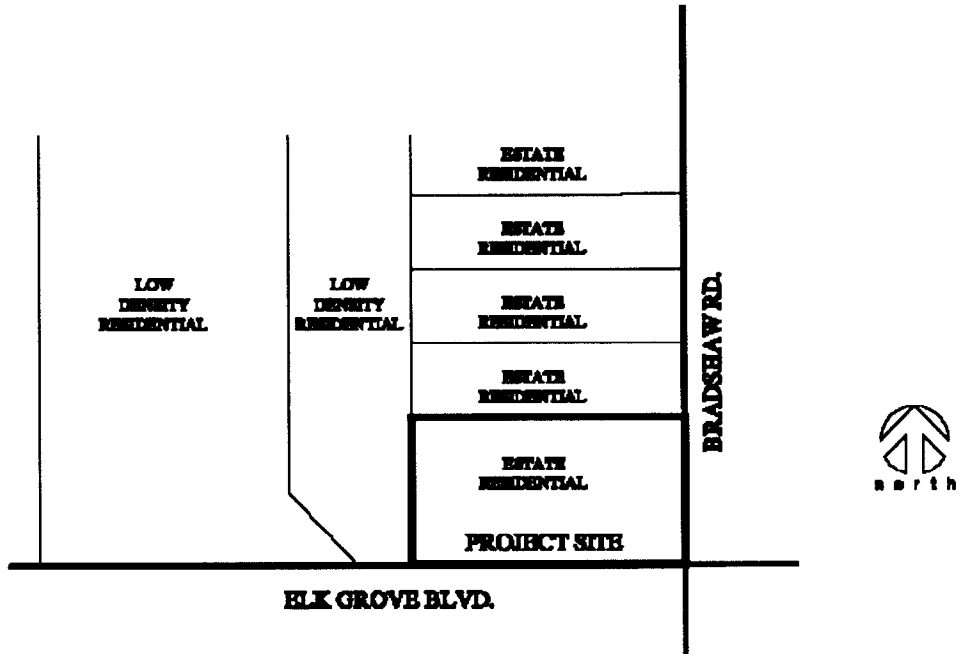 ESTATE
RESIDENTIAL
ESTATE
RESIDENTIAL
LOW
DENSITY
RESIDENTIAL
LOW
DENSITY
RESIDENTIAL
ESTATE
RESIDENTIAL
ESTATE
RESIDENTIAL
BRADSHAW RD.
ESTATE
RESIDENTIAL
PROJECT SITE
north
ELK GROVE BLVD.